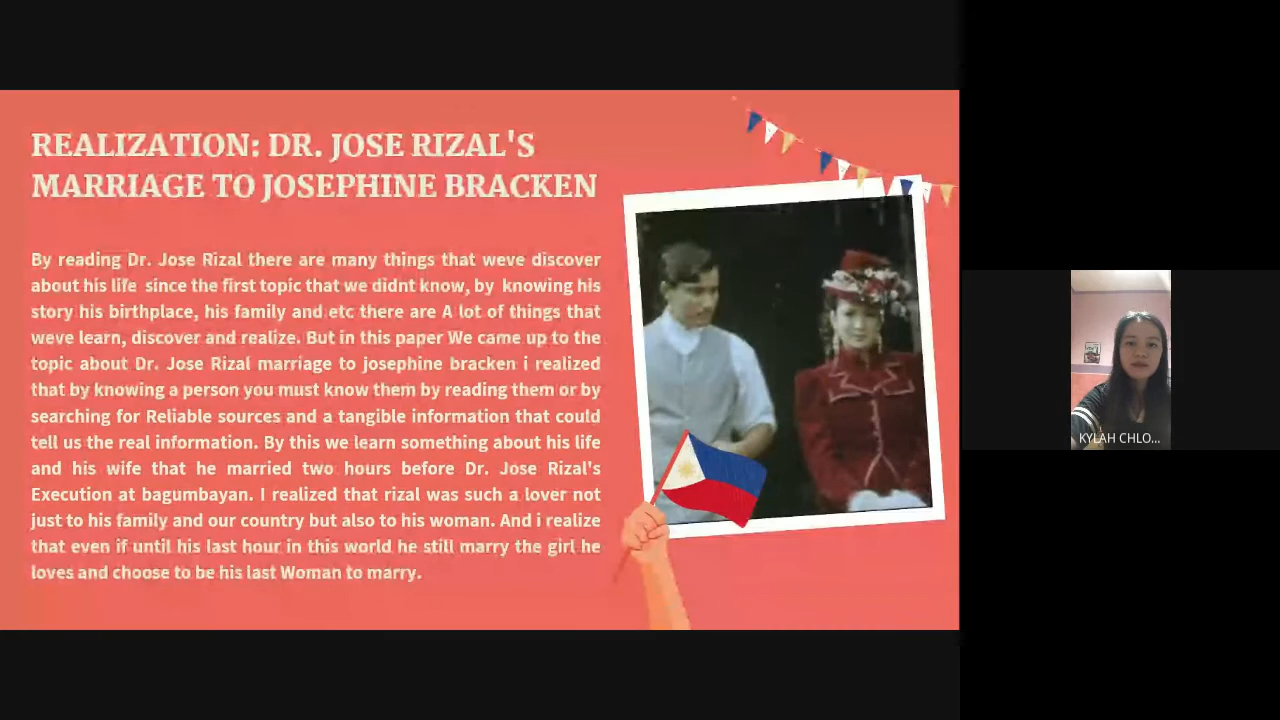 REALIZATION: DR. JOSE RIZAL'S
MARRIAGE TO JOSEPHINE BRACKEN
By reading Dr. Jose Rizal there are many things that weve discover
about his life since the first topic that we didnt know, by knowing his
story his birthplace, his family and etc there are A lot of things that
weve learn, discover and realize. But in this paper We came up to the
topic about Dr. Jose Rizal marriage to josephine bracken i realized
that by knowing a person you must know them by reading them or by
searching for Reliable sources and a tangible information that could
tell us the real information. By this we learn something about his life
and his wife that he married two hours before Dr. Jose Rizal's
Execution at bagumbayan. I realized that rizal was such a lover not
just to his family and our country but also to his woman. And i realize
that even if until his last hour in this world he still marry the girl he
loves and choose to be his last Woman to marry.
KYLAH CHLO...